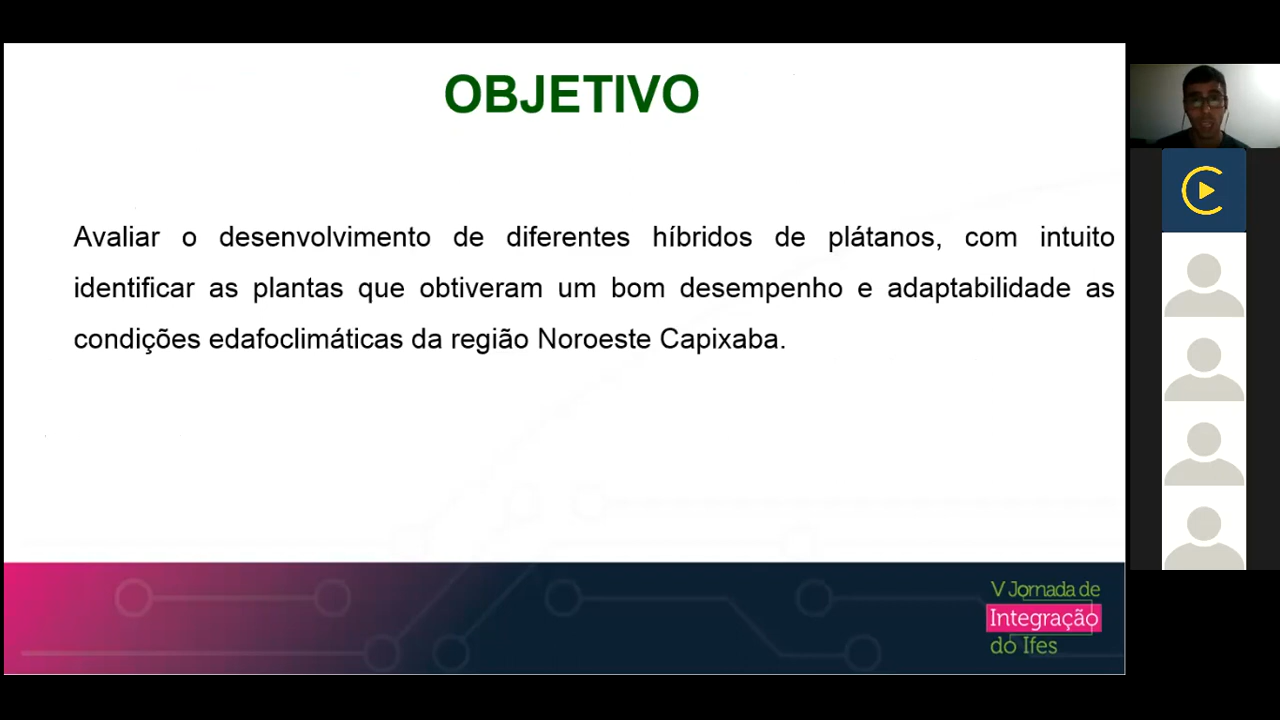 OBJETIVO
Avaliar o desenvolvimento de diferentes híbridos de plátanos, com intuito
identificar as plantas que obtiveram um bom desempenho e adaptabilidade as
condições edafoclimáticas da região Noroeste Capixaba.
V Jornada de
Integração
do Ifes